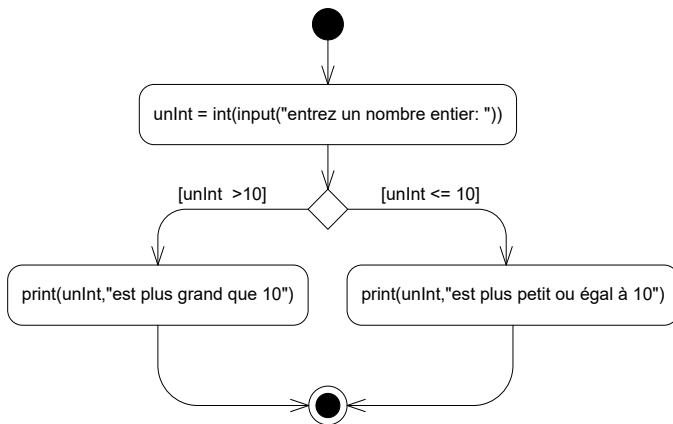 unInt = int(input("entrez un nombre entier: "))
[unInt  >10]
[unInt <= 10]
print(unInt,"est plus grand que 10")
print(unInt,"est plus petit ou égal à 10")